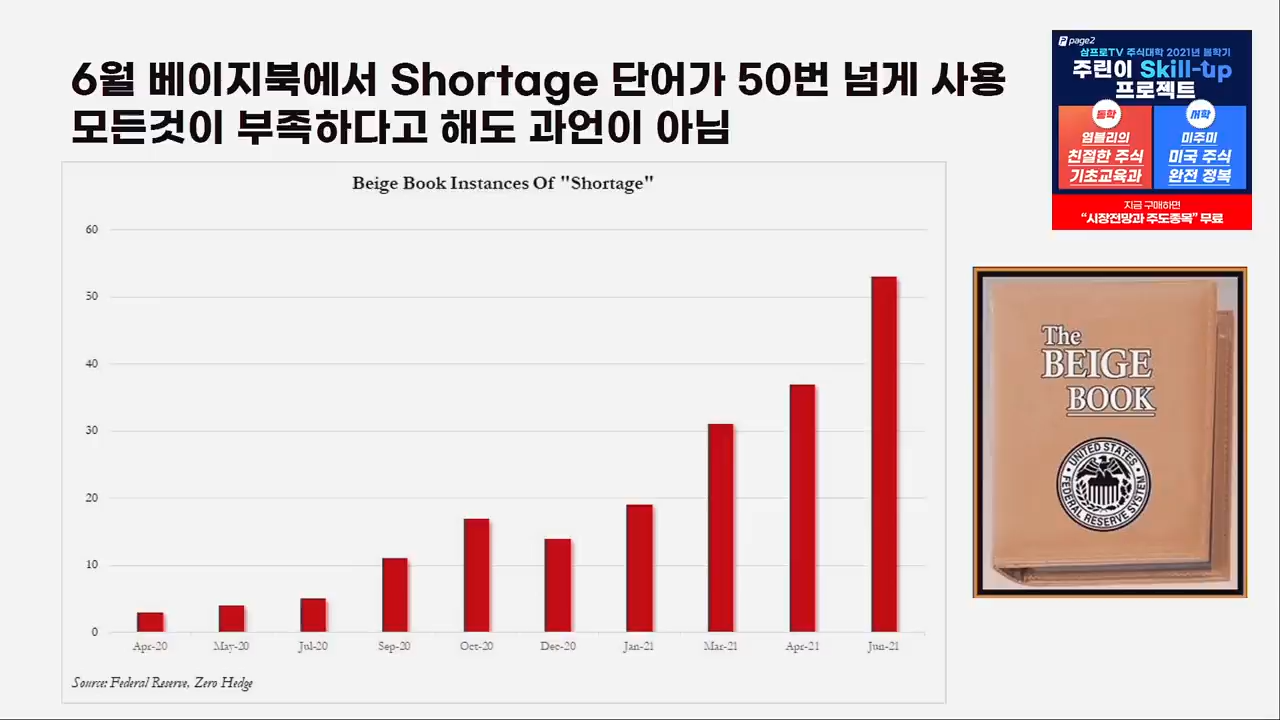 6월 베이지북에서 Shortage 단어가 50번 넘게 사용
모든것이 부족하다고 해도 과언이 아님
Beige Book Instances Of "Shortage"
60
50
40
30
20
10
0
Apr-20 May-20 Jul-20 Sep-20 Oct-20 Dec-20 Jan-21 Mar-21 Apr-21 Jun-21
Source: Federal Reserve, Zero Hedge
page2
삼프로TV 주식대학 2021년 봄학기
주린이 Skill-up
프로젝트
동학
염블리의
친절한 주식
기초교육과
서학
미주미
미국 주식
완전 정복
지금 구매하면
“시장전망과 주도종목” 무료
The
BEIGE
BOOK
UNITED STATES
FEDERAL RESERVE SYSTEM